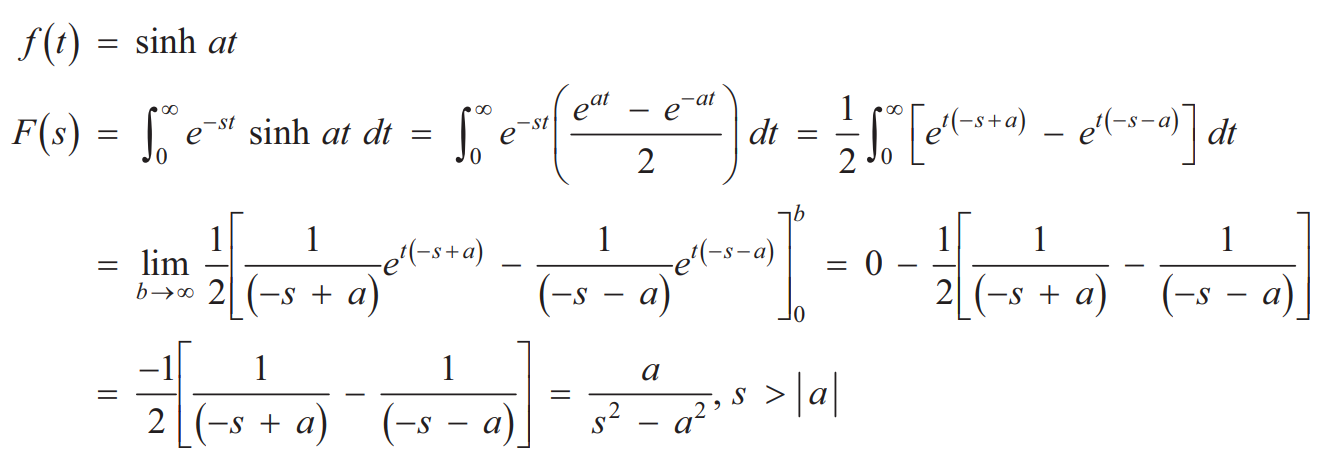 f(t) = sinh at
F(s) = ∫₀^∞ e^{−st} sinh at dt = ∫₀^∞ e^{−st}((e^{at} − e^{−at})/2) dt = 1/2 ∫₀^∞ [e^{t(−s+a)} − e^{t(−s−a)}] dt
= lim_{b→∞} 1/2[1/(−s + a) e^{t(−s+a)} − 1/(−s − a) e^{t(−s−a)}]₀^b = 0 − 1/2[1/(−s + a) − 1/(−s − a)]
= −1/2[1/(−s + a) − 1/(−s − a)] = a/(s² − a²), s > |a|